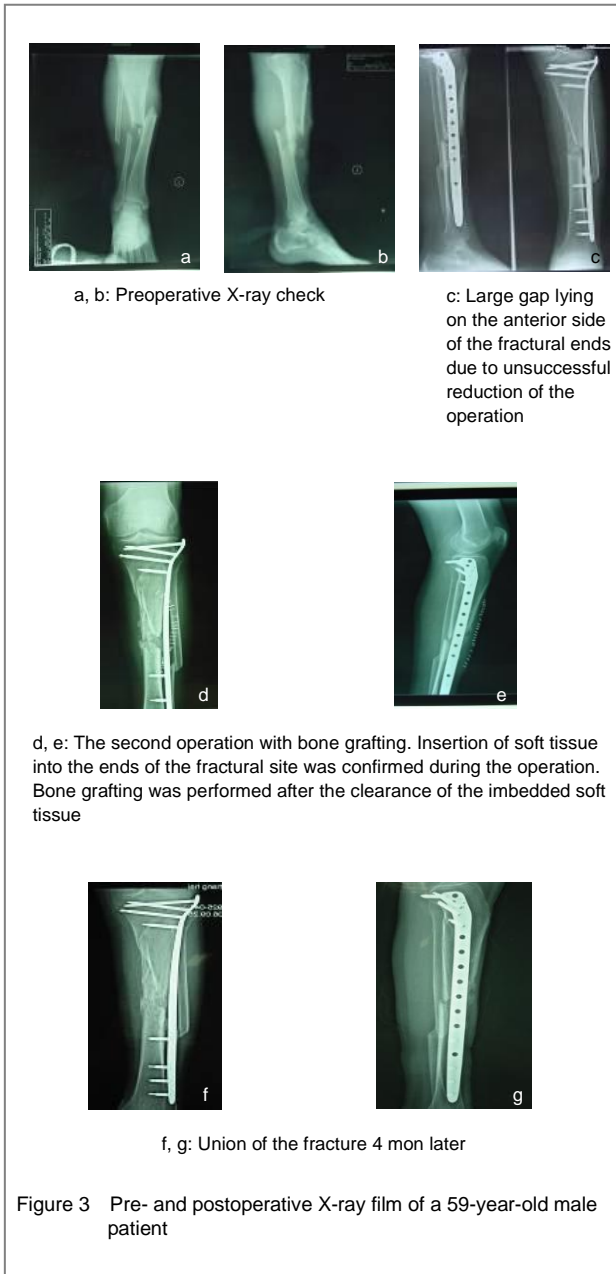 a
b
c
a, b: Preoperative X-ray check
c: Large gap lying
on the anterior side
of the fractural ends
due to unsuccessful
reduction of the
operation
d
e
d, e: The second operation with bone grafting. Insertion of soft tissue
into the ends of the fractural site was confirmed during the operation.
Bone grafting was performed after the clearance of the imbedded soft
tissue
f
g
f, g: Union of the fracture 4 mon later
Figure 3 Pre- and postoperative X-ray film of a 59-year-old male
patient